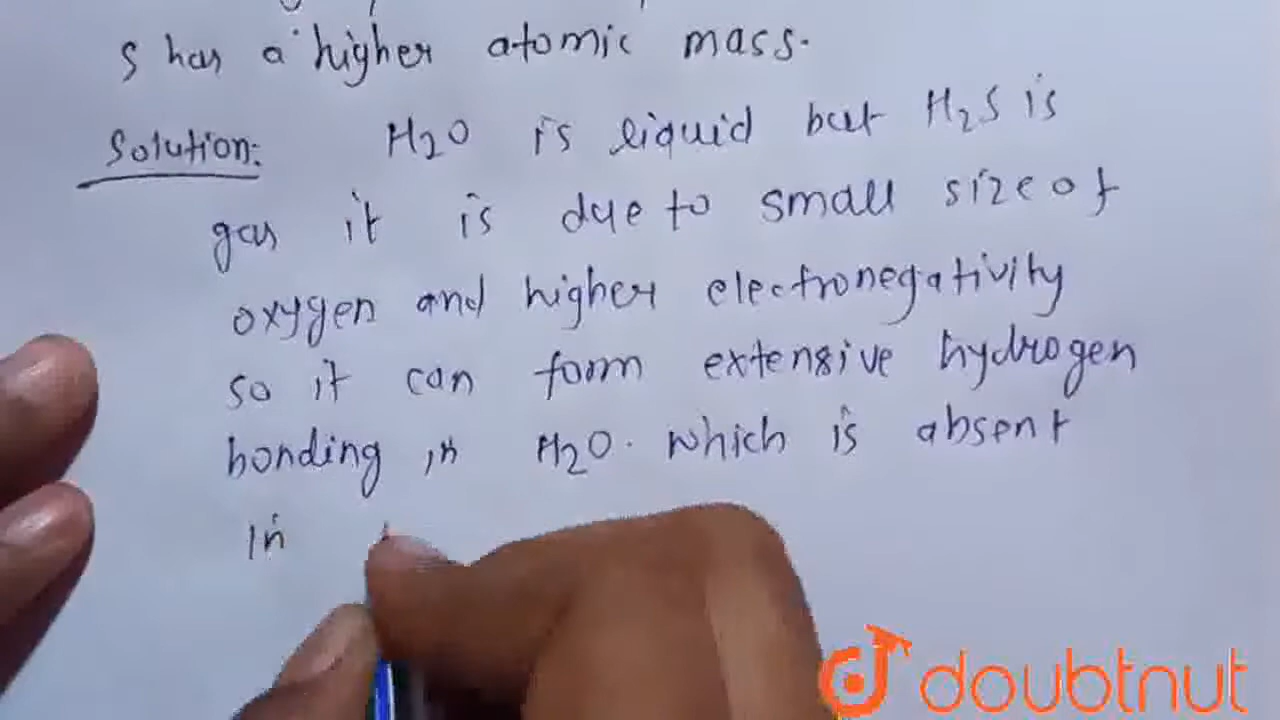 S has a higher atomic mass.
Solution: H2O is liquid but H2S is
gas it is due to small size of
oxygen and higher electronegativity
so it can form extensive hydrogen
bonding in H2O. which is absent
in
doubtnut